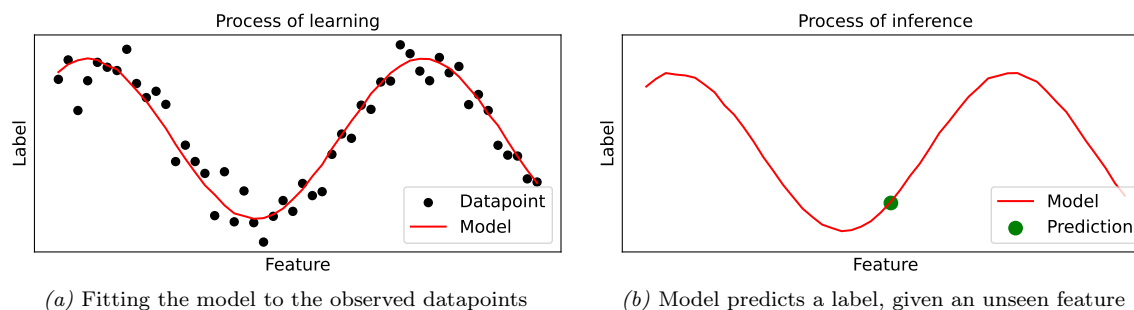 Process of learning
Label
Datapoint
Model
Feature
(a) Fitting the model to the observed datapoints
Process of inference
Label
Model
Prediction
Feature
(b) Model predicts a label, given an unseen feature